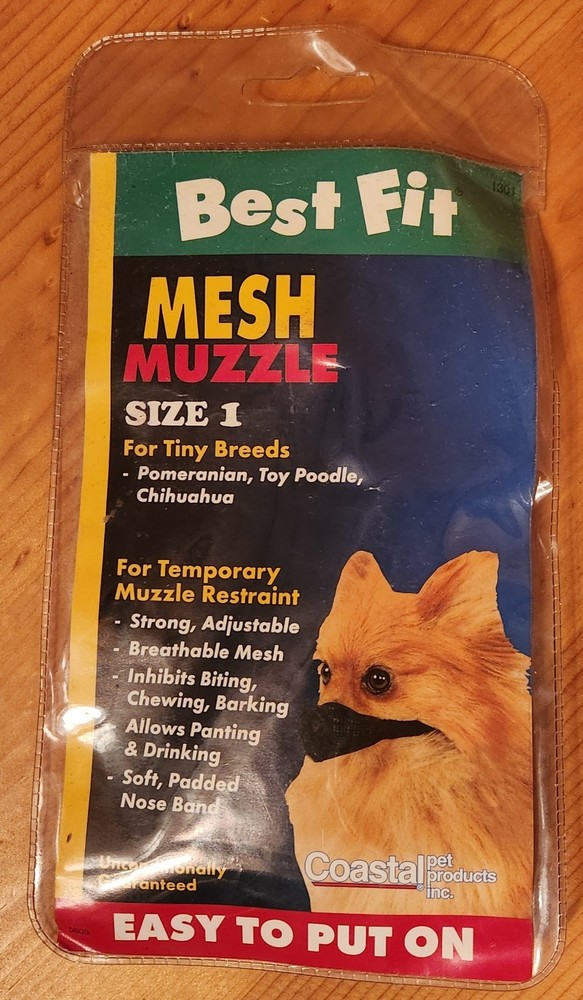 Best Fit®
1301
MESH
MUZZLE
SIZE 1
For Tiny Breeds
- Pomeranian, Toy Poodle,
Chihuahua
For Temporary
Muzzle Restraint
- Strong, Adjustable
- Breathable Mesh
- Inhibits Biting,
Chewing, Barking
- Allows Panting
& Drinking
- Soft, Padded
Nose Band
Unconditionally
Guaranteed
Coastal® pet
products
inc.
EASY TO PUT ON